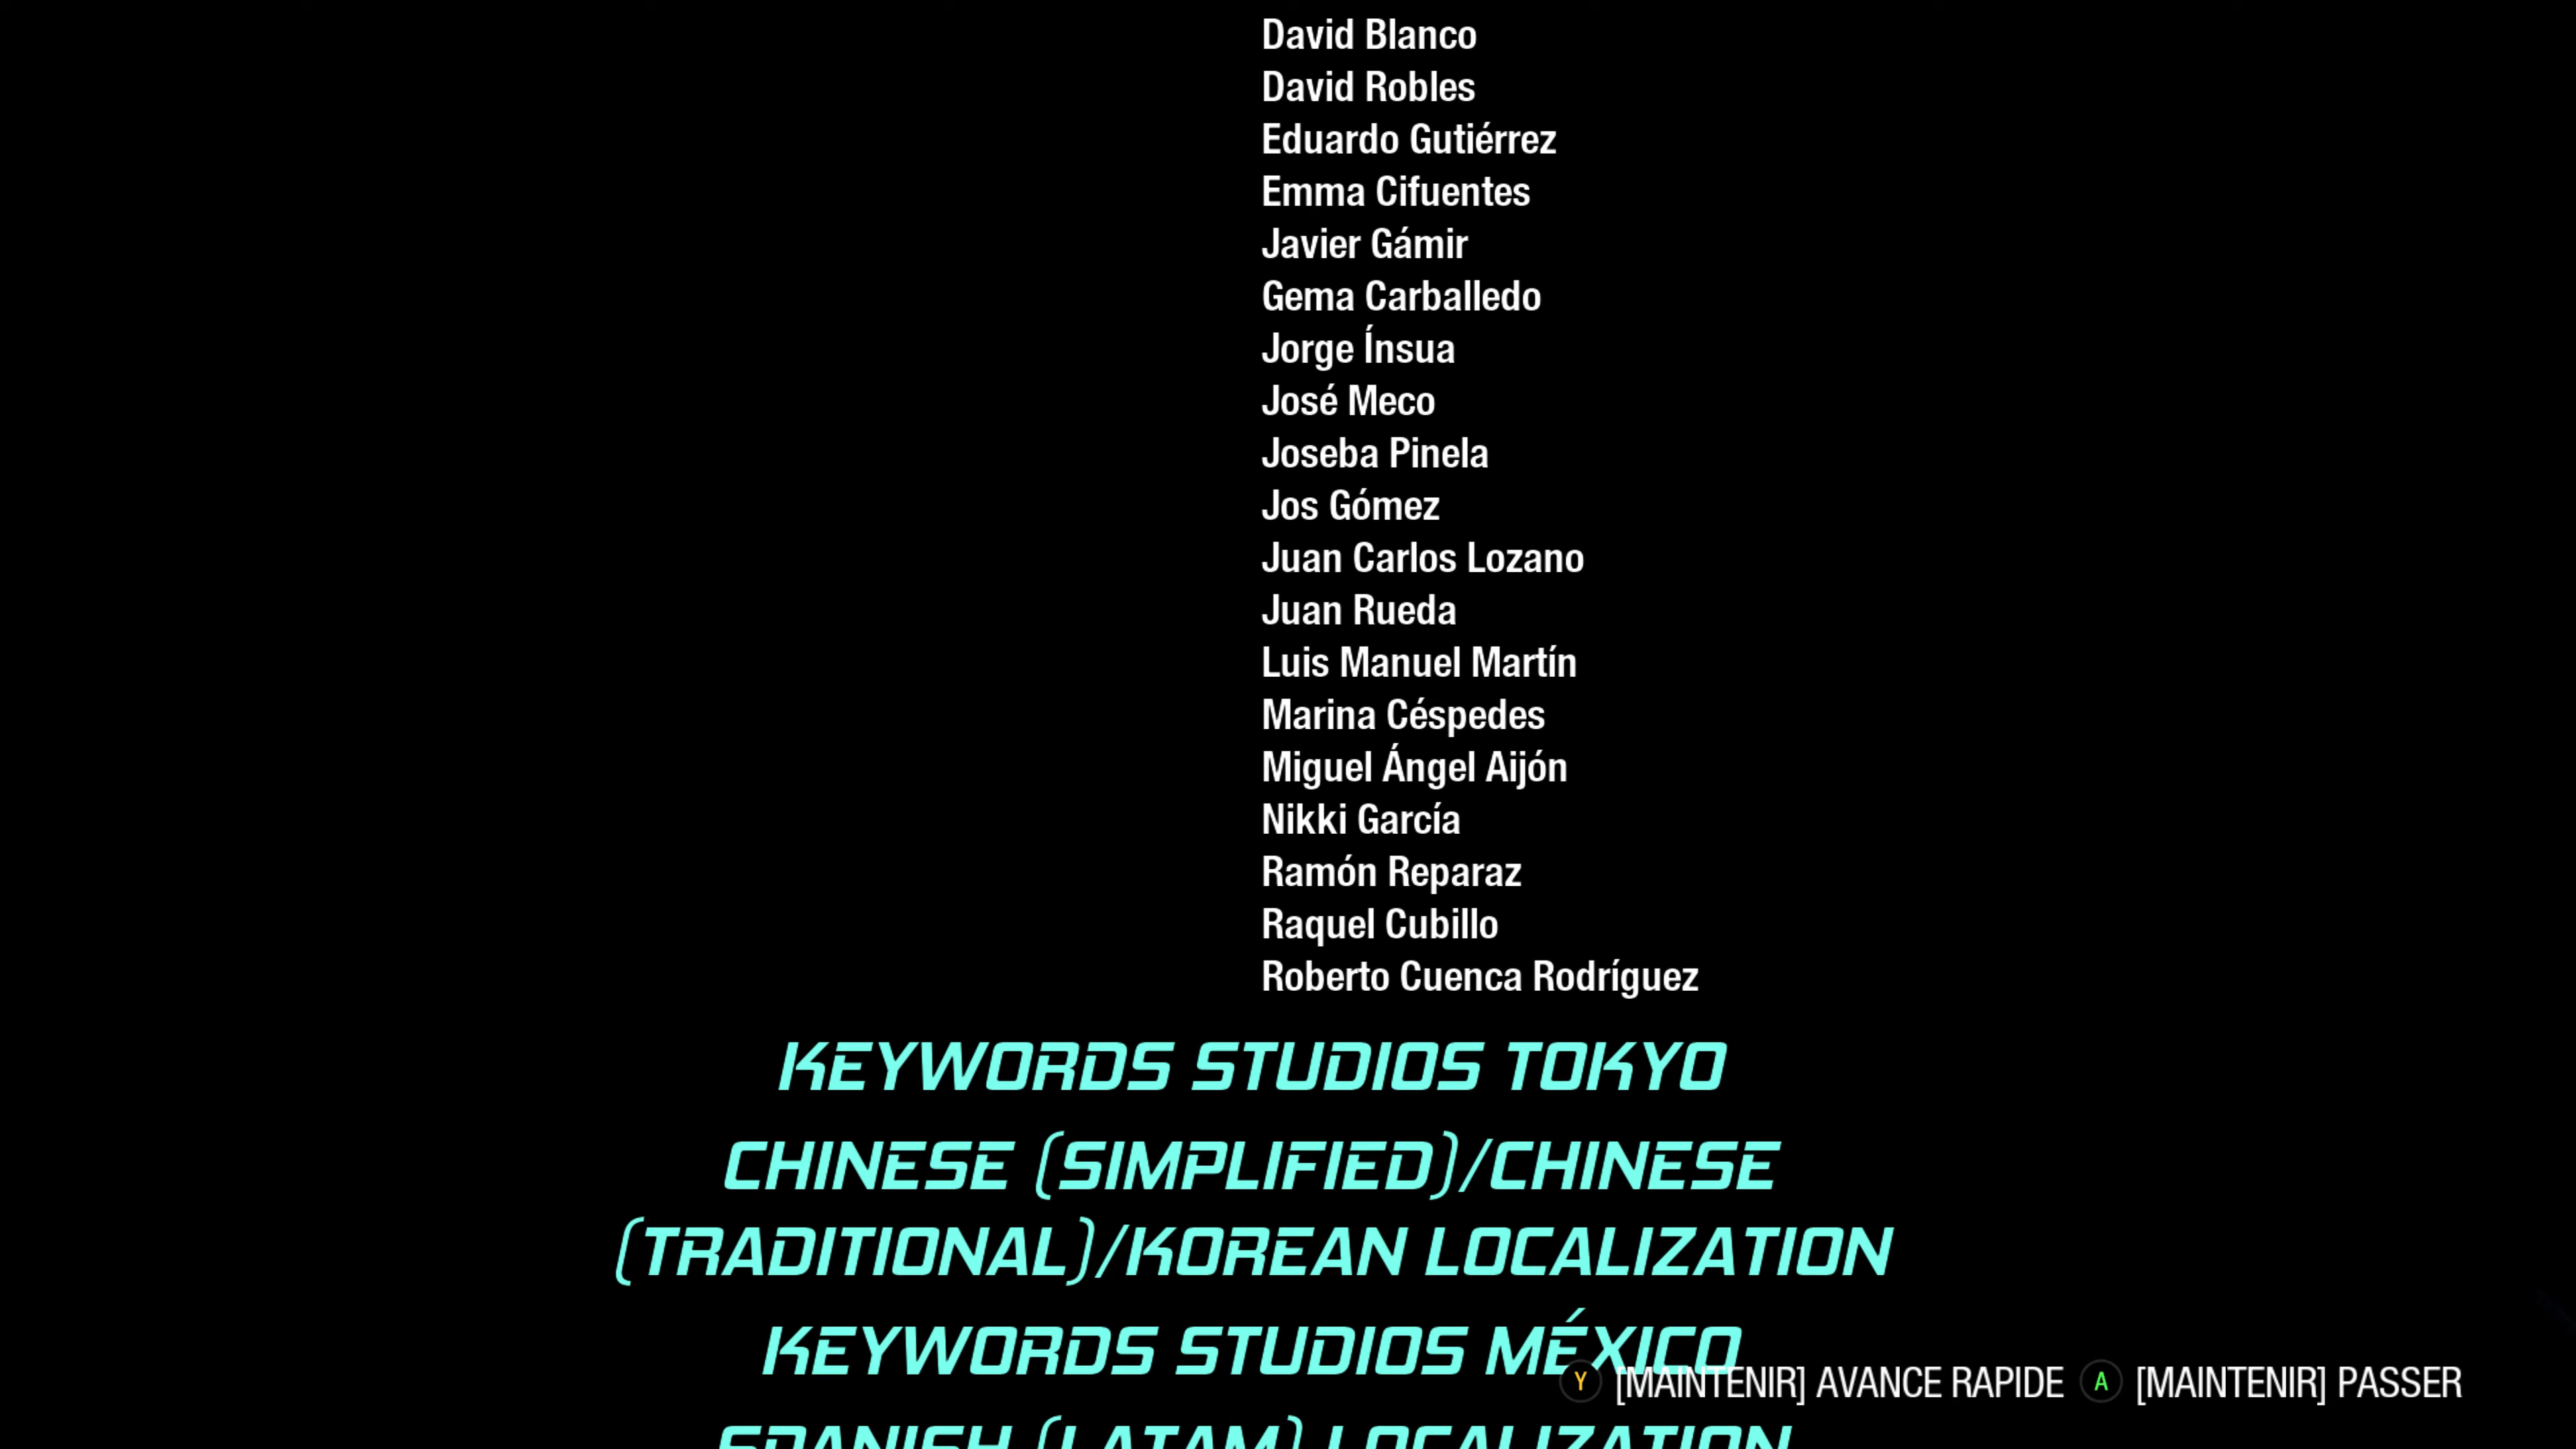 David Blanco
David Robles
Eduardo Gutiérrez
Emma Cifuentes
Javier Gámir
Gema Carballedo
Jorge Ínsua
José Meco
Joseba Pinela
Jos Gómez
Juan Carlos Lozano
Juan Rueda
Luis Manuel Martín
Marina Céspedes
Miguel Ángel Aijón
Nikki García
Ramón Reparaz
Raquel Cubillo
Roberto Cuenca Rodríguez
KEYWORDS STUDIOS TOKYO
CHINESE (SIMPLIFIED)/CHINESE
(TRADITIONAL)/KOREAN LOCALIZATION
KEYWORDS STUDIOS MÉXICO
Y [MAINTENIR] AVANCE RAPIDE A [MAINTENIR] PASSER
SPANISH (LATAM) LOCALIZATION